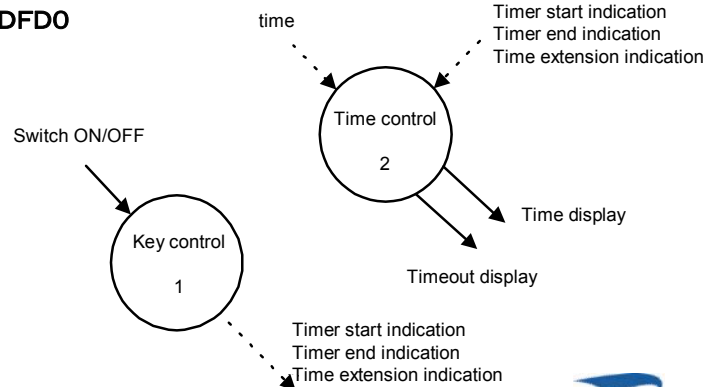 DFD0
time
Timer start indication
Timer end indication
Time extension indication
Switch ON/OFF
Time control
2
Time display
Key control
1
Timeout display
Timer start indication
Timer end indication
Time extension indication